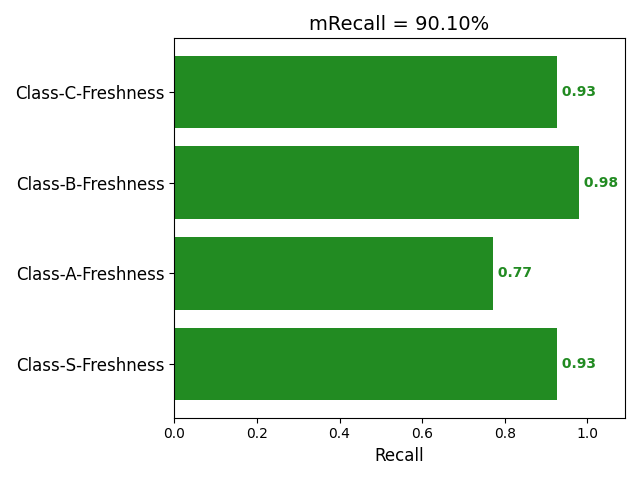 mRecall = 90.10%
Class-C-Freshness
0.93
Class-B-Freshness
0.98
Class-A-Freshness
0.77
Class-S-Freshness
0.93
0.0 0.2 0.4 0.6 0.8 1.0
Recall